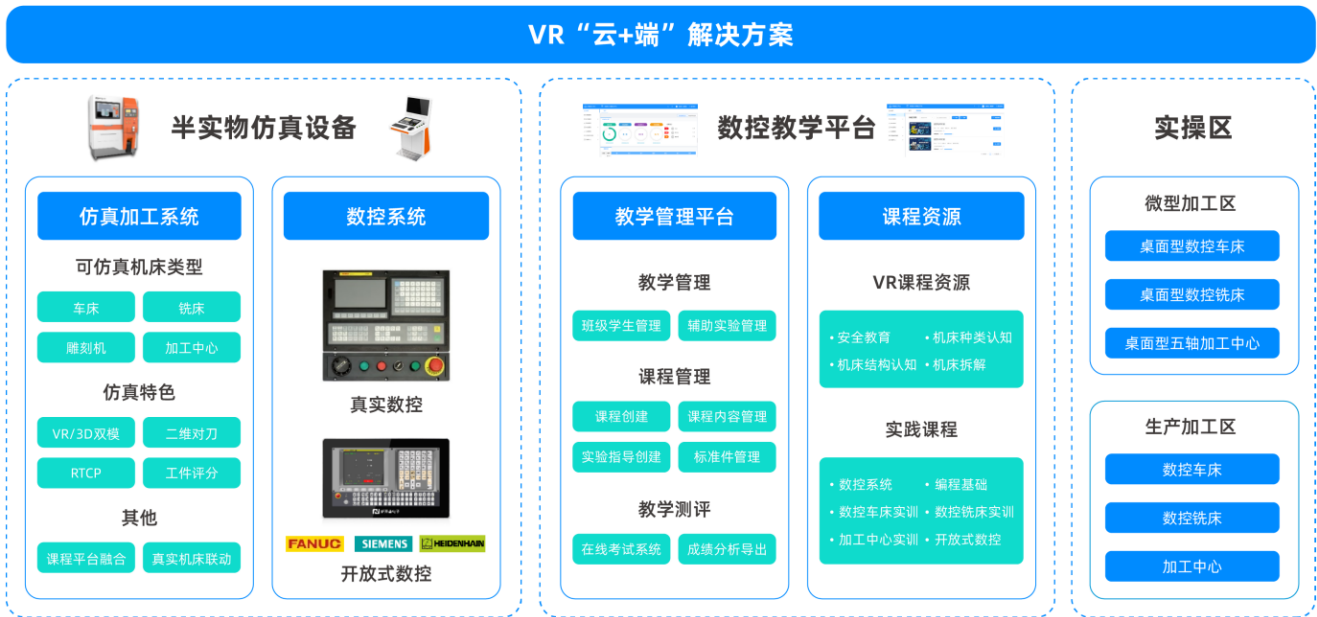 VR“云+端”解决方案
半实物仿真设备
仿真加工系统
可仿真机床类型
车床
铣床
雕刻机
加工中心
仿真特色
VR/3D双模
二维对刀
RTCP
工件评分
其他
课程平台融合
真实机床联动
数控系统
真实数控
FANUC
SIEMENS
HEIDENHAIN
开放式数控
数控教学平台
教学管理平台
教学管理
班级学生管理
辅助实验管理
课程管理
课程创建
课程内容管理
实验指导创建
标准件管理
教学测评
在线考试系统
成绩分析导出
课程资源
VR课程资源
• 安全教育 • 机床种类认知
• 机床结构认知 • 机床拆解
实践课程
• 数控系统 • 编程基础
• 数控车床实训 • 数控铣床实训
• 加工中心实训 • 开放式数控
实操区
微型加工区
桌面型数控车床
桌面型数控铣床
桌面型五轴加工中心
生产加工区
数控车床
数控铣床
加工中心